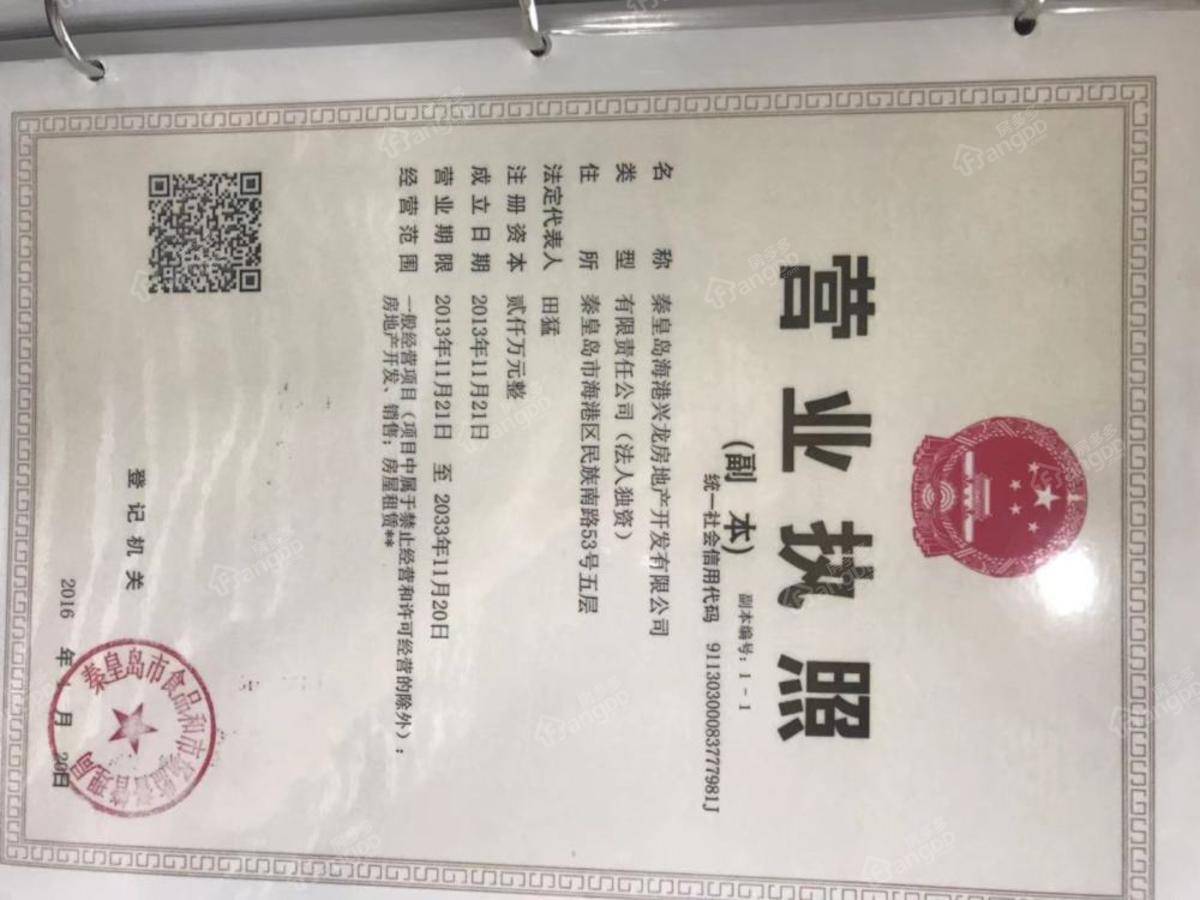 营业执照
(副 本)
副本编号：1-1
统一社会信用代码 911303000837777981J
名称 秦皇岛海港兴龙房地产开发有限公司
类型 有限责任公司（法人独资）
住所 秦皇岛市海港区民族南路53号五层
法定代表人 田猛
注册资本 贰仟万元整
成立日期 2013年11月21日
营业期限 2013年11月21日 至 2033年11月20日
经营范围 一般经营项目（项目中属于禁止经营和许可经营的除外）：
房地产开发、销售；房屋租赁**
登记机关
秦皇岛市食品和市场监督管理局
2016 年 月 20日
房多多
angDD